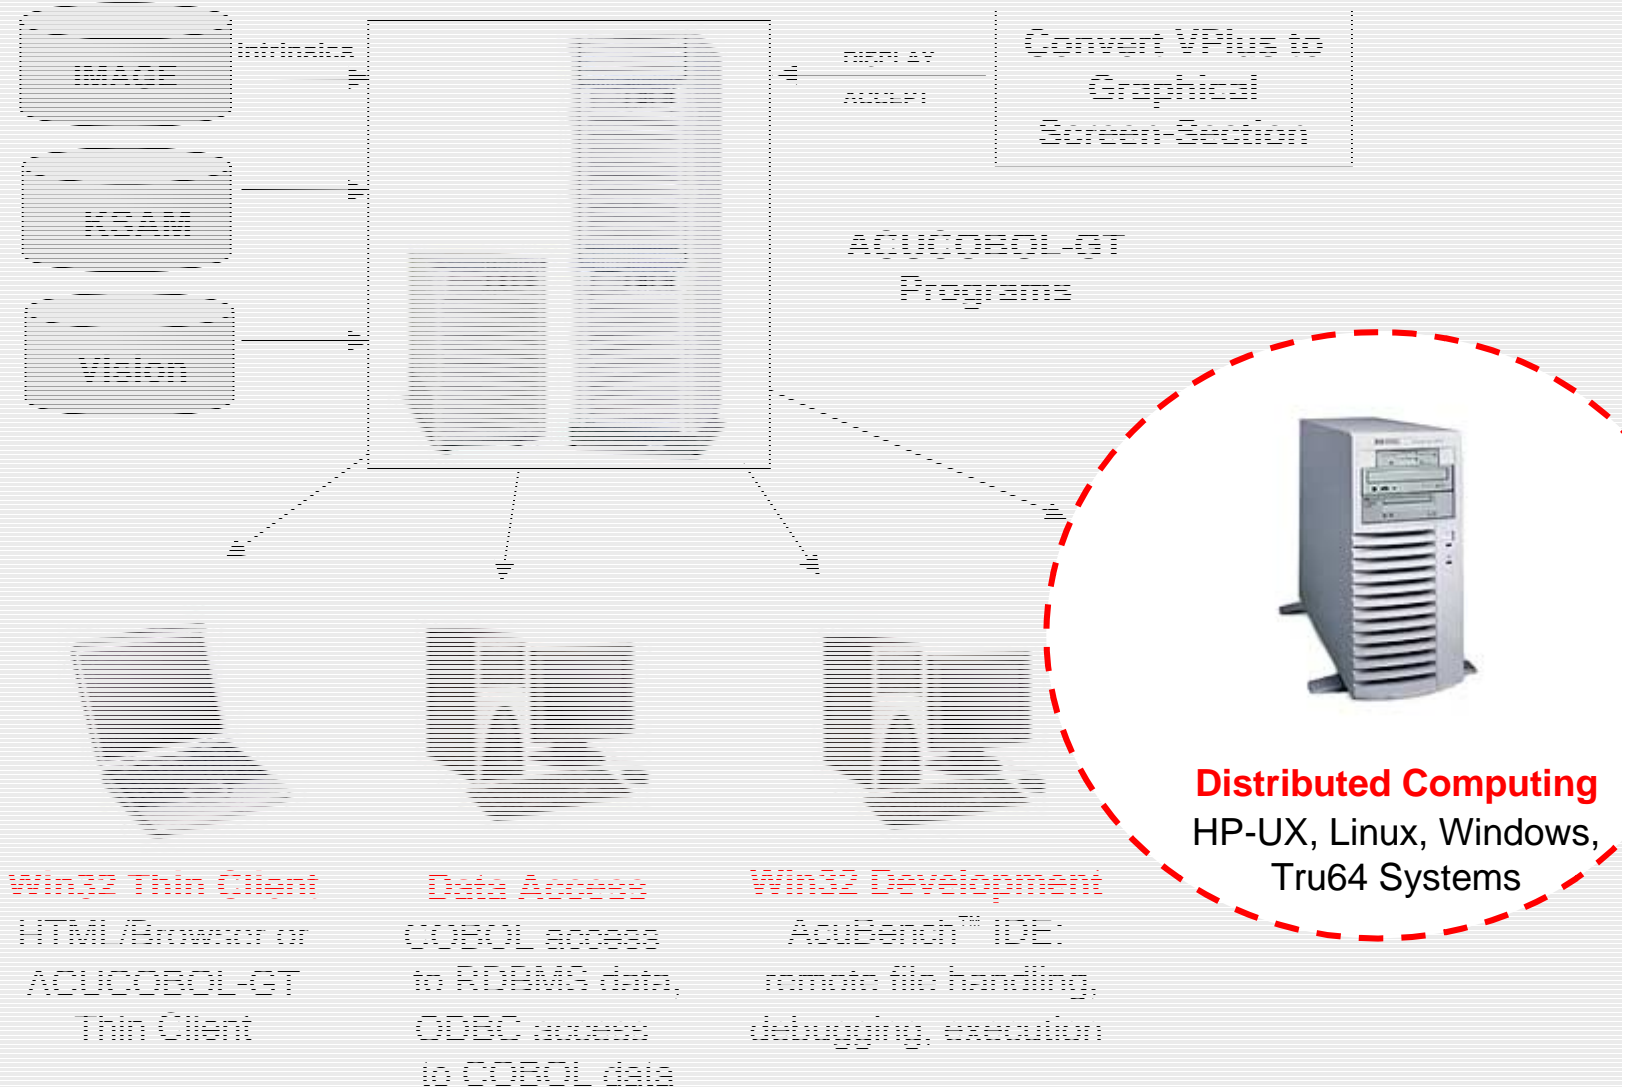 IMAGE
Intrinsics
KSAM
Vision
DISPLAY
ACCEPT
Convert VPlus to
Graphical
Screen-Section
ACUCOBOL-GT
Programs
Distributed Computing
HP-UX, Linux, Windows,
Tru64 Systems
Win32 Thin Client
HTML/Browser or
ACUCOBOL-GT
Thin Client
Data Access
COBOL access
to RDBMS data,
ODBC access
to COBOL data
Win32 Development
AcuBench™ IDE:
remote file handling,
debugging, execution